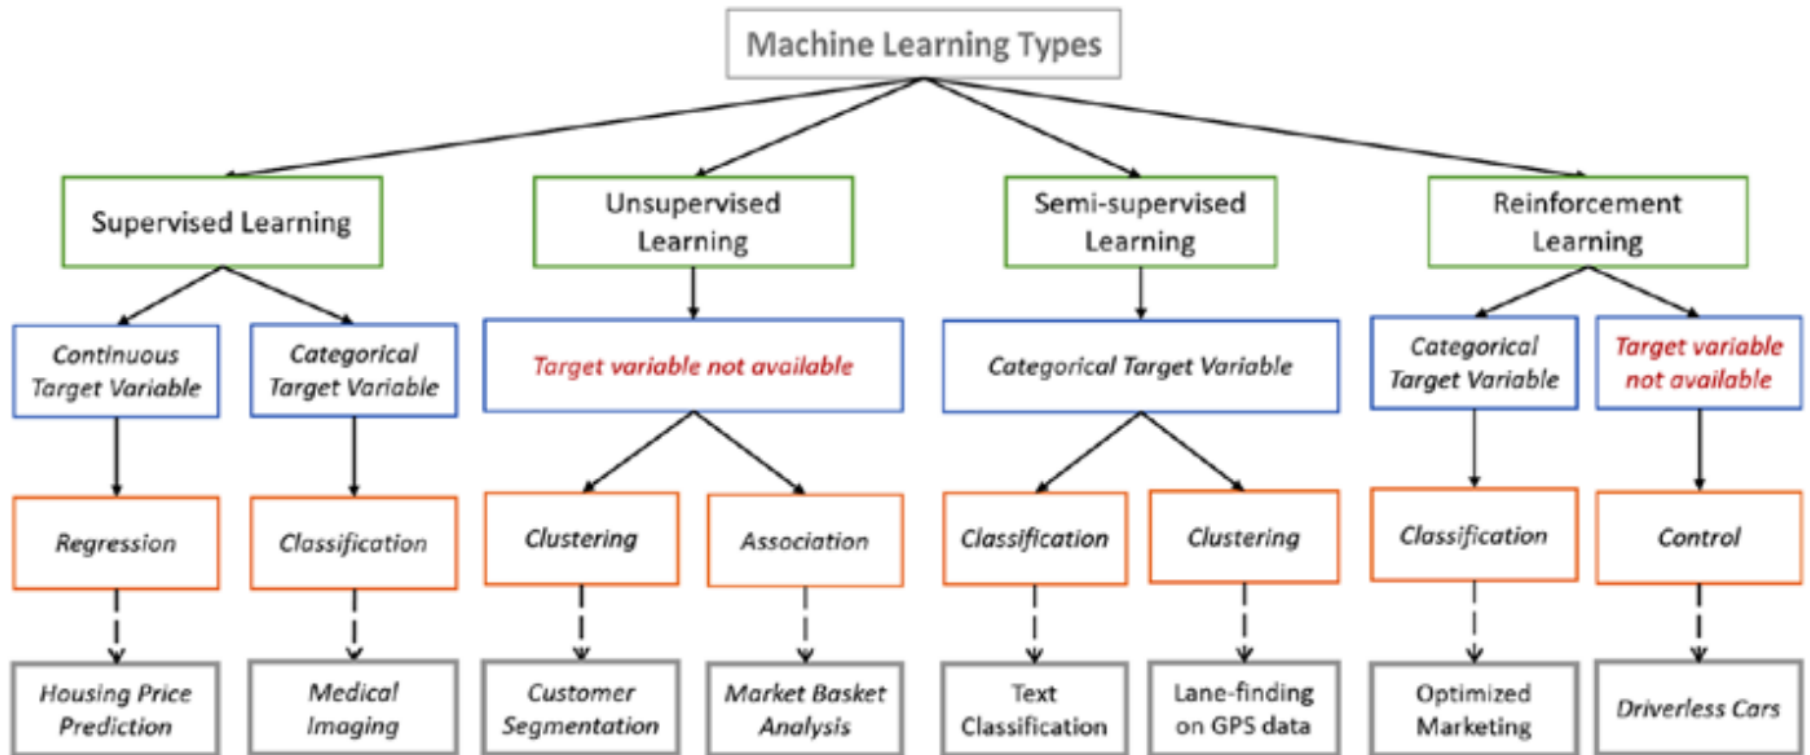 Machine Learning Types
Supervised Learning
Unsupervised
Learning
Semi-supervised
Learning
Reinforcement
Learning
Continuous
Target Variable
Categorical
Target Variable
Target variable not available
Categorical Target Variable
Categorical
Target Variable
Target variable
not available
Regression
Classification
Clustering
Association
Classification
Clustering
Classification
Control
Housing Price
Prediction
Medical
Imaging
Customer
Segmentation
Market Basket
Analysis
Text
Classification
Lane-finding
on GPS data
Optimized
Marketing
Driverless Cars